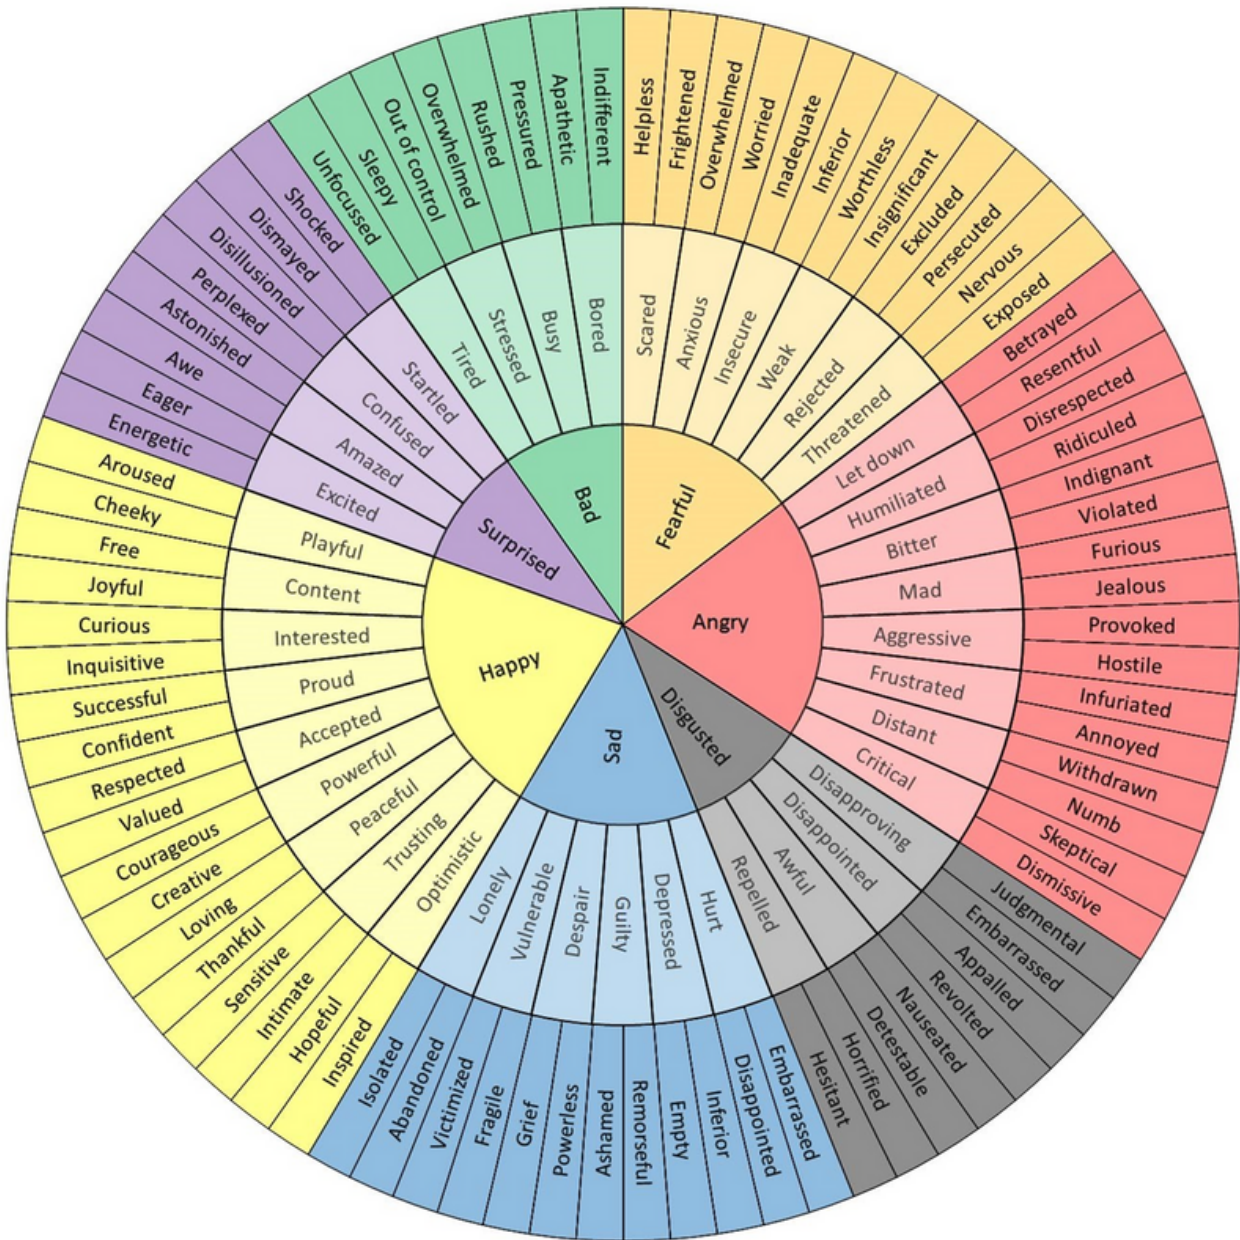 Fearful
Angry
Disgusted
Sad
Happy
Surprised
Bad
Scared
Anxious
Insecure
Weak
Rejected
Threatened
Let down
Humiliated
Bitter
Mad
Aggressive
Frustrated
Distant
Critical
Disapproving
Disappointed
Awful
Repelled
Hurt
Depressed
Guilty
Despair
Vulnerable
Lonely
Optimistic
Trusting
Peaceful
Powerful
Accepted
Proud
Interested
Content
Playful
Excited
Amazed
Confused
Startled
Tired
Stressed
Busy
Bored
Helpless
Frightened
Overwhelmed
Worried
Inadequate
Inferior
Worthless
Insignificant
Excluded
Persecuted
Nervous
Exposed
Betrayed
Resentful
Disrespected
Ridiculed
Indignant
Violated
Furious
Jealous
Provoked
Hostile
Infuriated
Annoyed
Withdrawn
Numb
Skeptical
Dismissive
Judgmental
Embarrassed
Appalled
Revolted
Nauseated
Detestable
Horrified
Hesitant
Embarrassed
Disappointed
Inferior
Empty
Remorseful
Ashamed
Powerless
Grief
Fragile
Victimized
Abandoned
Isolated
Inspired
Hopeful
Intimate
Sensitive
Thankful
Loving
Creative
Courageous
Valued
Respected
Confident
Successful
Inquisitive
Curious
Joyful
Free
Cheeky
Aroused
Energetic
Eager
Awe
Astonished
Perplexed
Disillusioned
Dismayed
Shocked
Unfocussed
Sleepy
Out of control
Overwhelmed
Rushed
Pressured
Apathetic
Indifferent